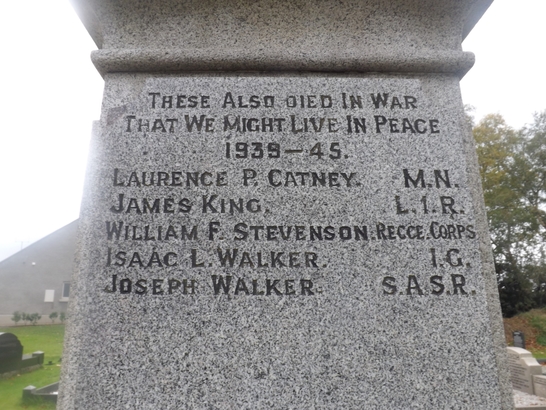 These Also Died In War
That We Might Live In Peace
1939-45.
Laurence P. Catney. M.N.
James King. L.I.R.
William F. Stevenson. Recce. Corps
Isaac L. Walker. I.G.
Joseph Walker. S.A.S.R.